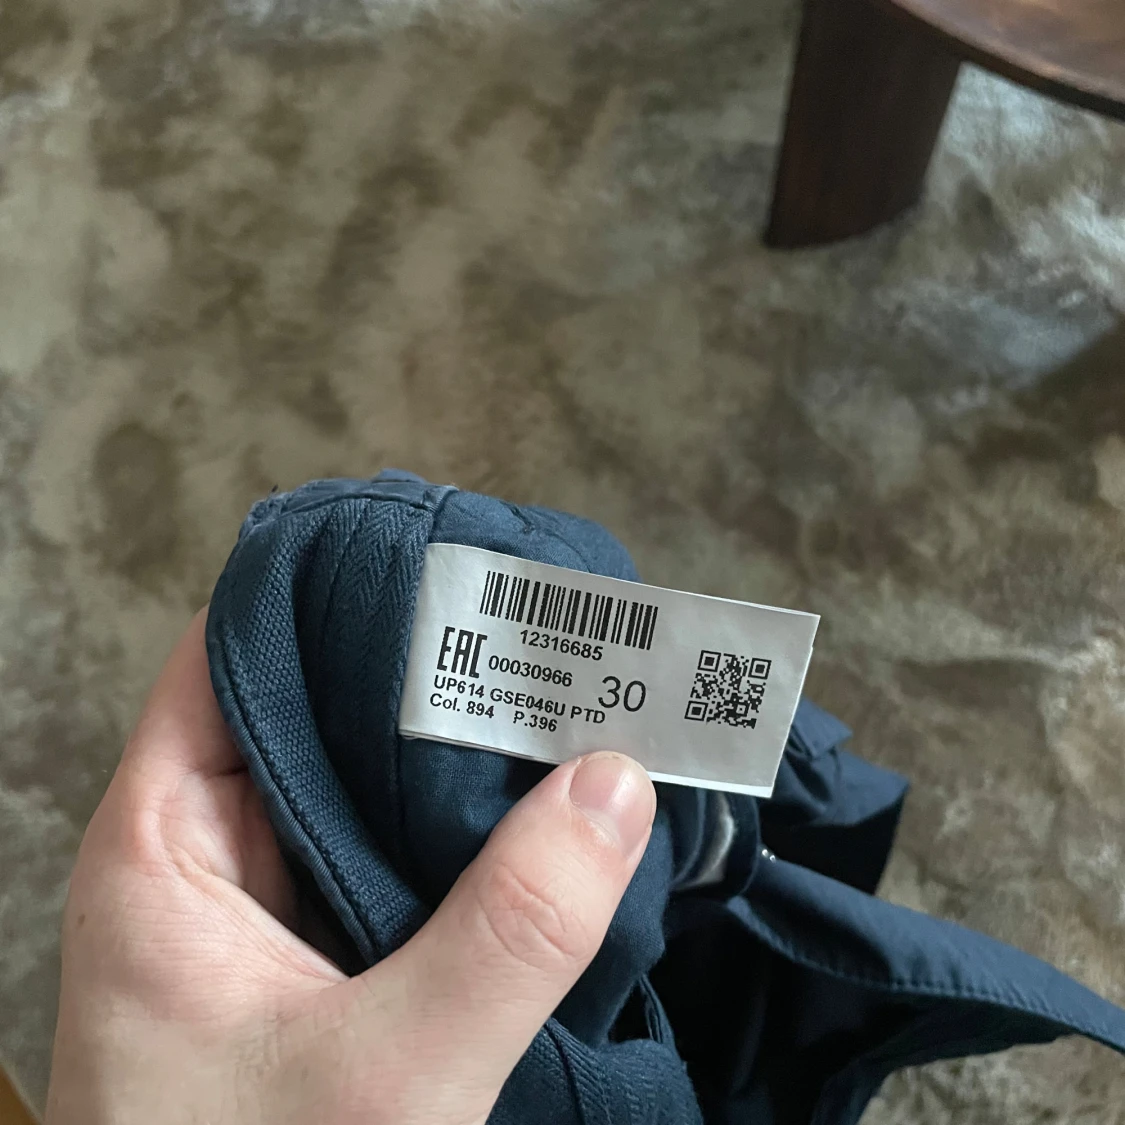 12316685
EAC 00030966 30
UP614 GSE046U PTD
Col. 894 P.396